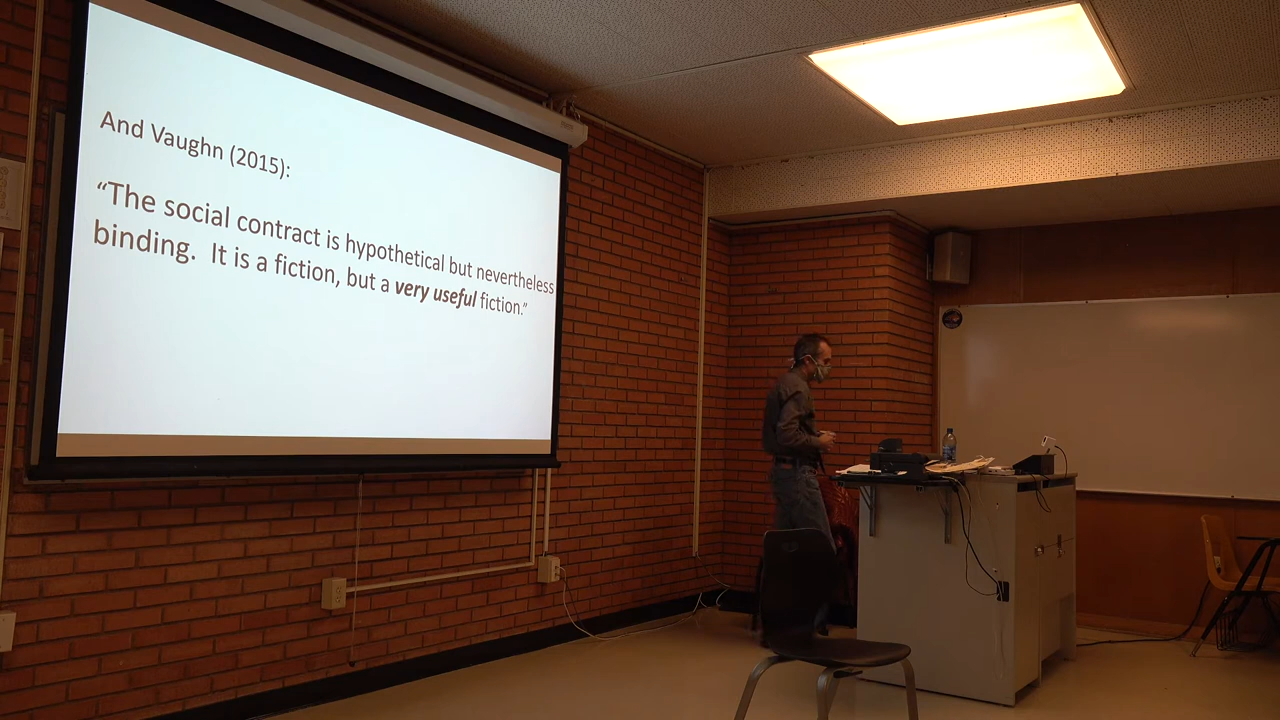 And Vaughn (2015):
“The social contract is hypothetical but nevertheless
binding.  It is a fiction, but a very useful fiction.”